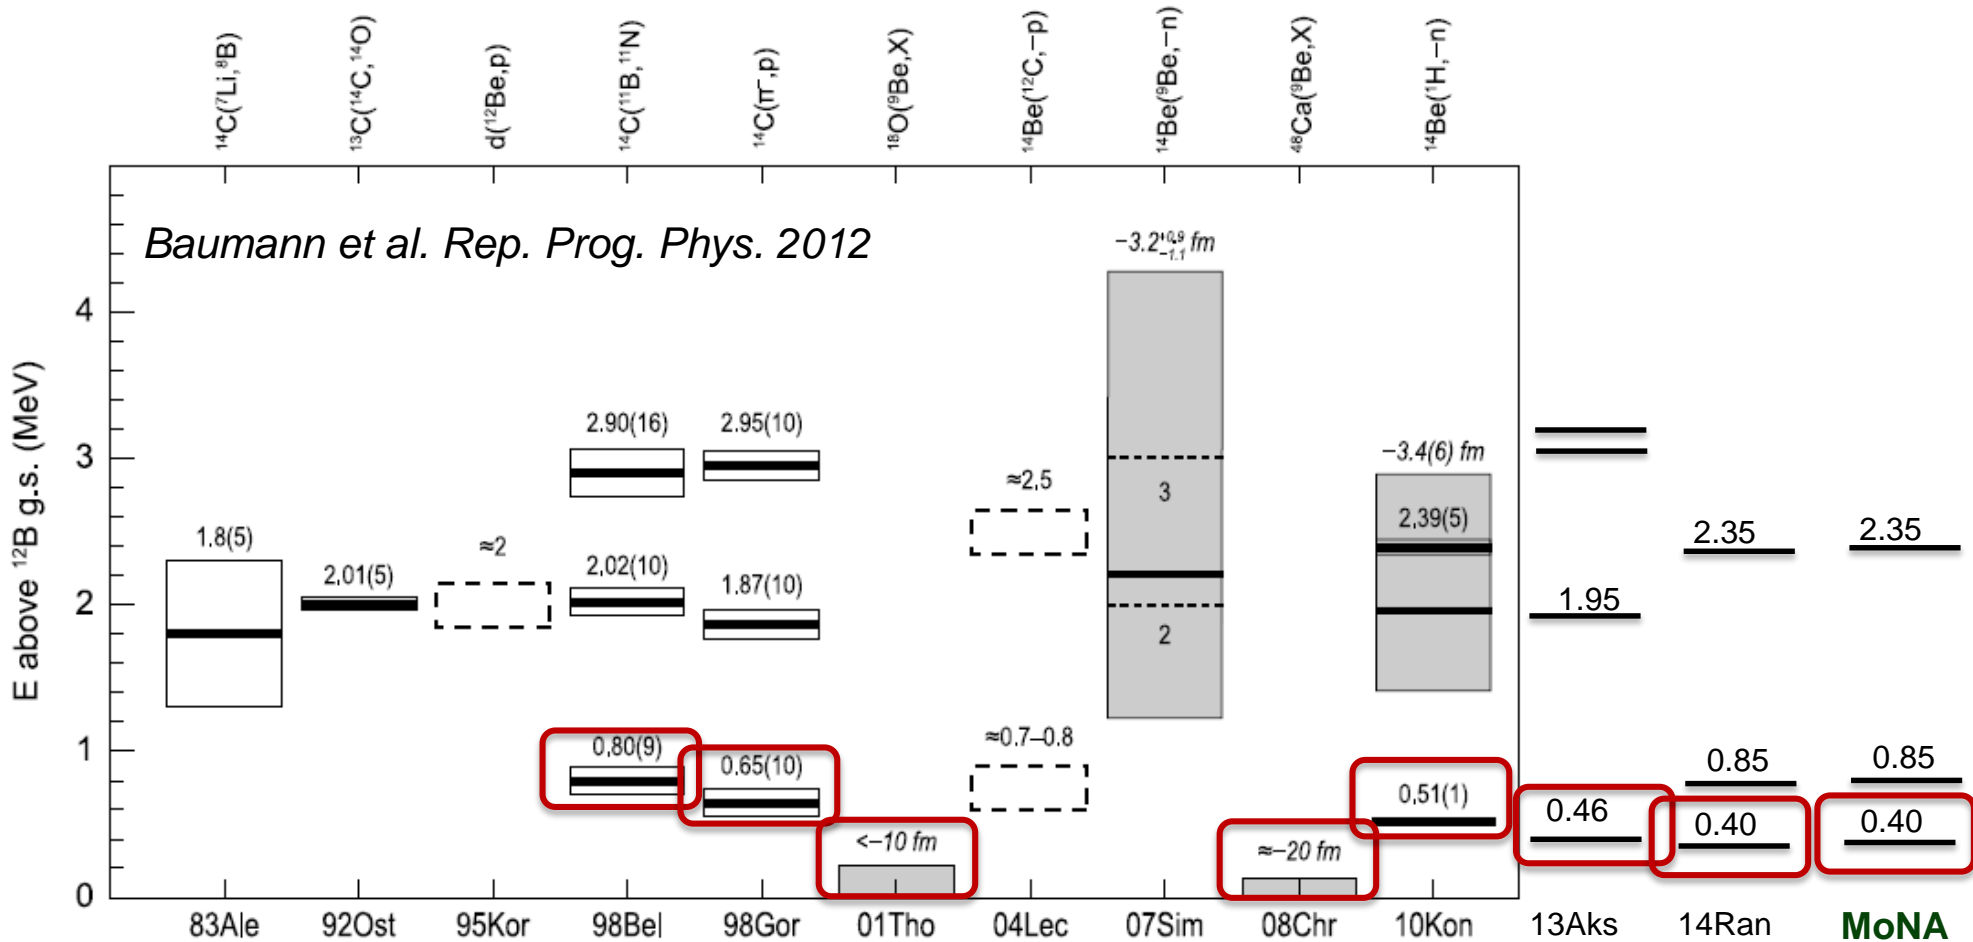 ¹⁴C(⁷Li,⁸B)
¹³C(¹⁴C,¹⁴O)
d(¹²Be,p)
¹⁴C(¹¹B,¹¹N)
¹⁴C(π⁻,p)
¹⁸O(⁹Be,X)
¹⁴Be(¹²C,−p)
¹⁴Be(⁹Be,−n)
⁴⁸Ca(⁹Be,X)
¹⁴Be(¹H,−n)
Baumann et al. Rep. Prog. Phys. 2012
E above ¹²B g.s. (MeV)
4
3
2
1
0
1.8(5)
2,01(5)
≈2
2.90(16)
2,02(10)
0,80(9)
2.95(10)
1.87(10)
0.65(10)
<−10 fm
≈2,5
≈0.7−0.8
−3.2⁺⁰·⁹₋₁.₁ fm
3
2
≈−20 fm
−3.4(6) fm
2,39(5)
0,51(1)
1.95
0.46
2.35
0.85
0.40
2.35
0.85
0.40
83Ale
92Ost
95Kor
98Bel
98Gor
01Tho
04Lec
07Sim
08Chr
10Kon
13Aks
14Ran
MoNA